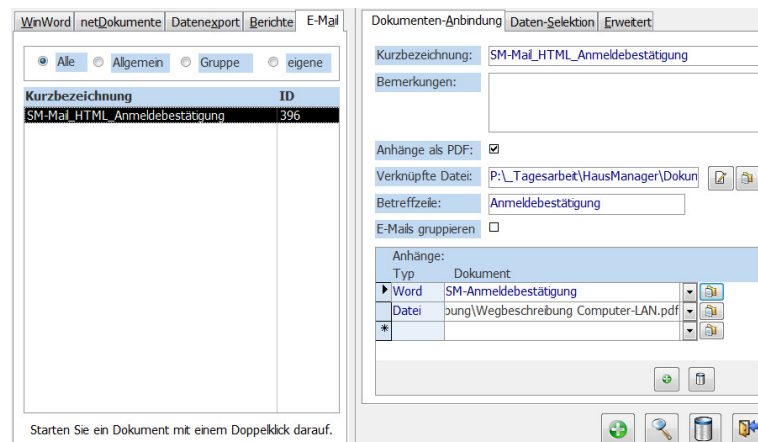 WinWord netDokumente Datenexport Berichte E-Mail
Alle Allgemein Gruppe eigene
Kurzbezeichnung ID
SM-Mail_HTML_Anmeldebestätigung 396
Starten Sie ein Dokument mit einem Doppelklick darauf.
Dokumenten-Anbindung Daten-Selektion Erweitert
Kurzbezeichnung: SM-Mail_HTML_Anmeldebestätigung
Bemerkungen:
Anhänge als PDF:
Verknüpfte Datei: P:\_Tagesarbeit\HausManager\Dokun
Betreffzeile: Anmeldebestätigung
E-Mails gruppieren
Anhänge:
Typ Dokument
Word SM-Anmeldebestätigung
Datei bung\Wegbeschreibung Computer-LAN.pdf